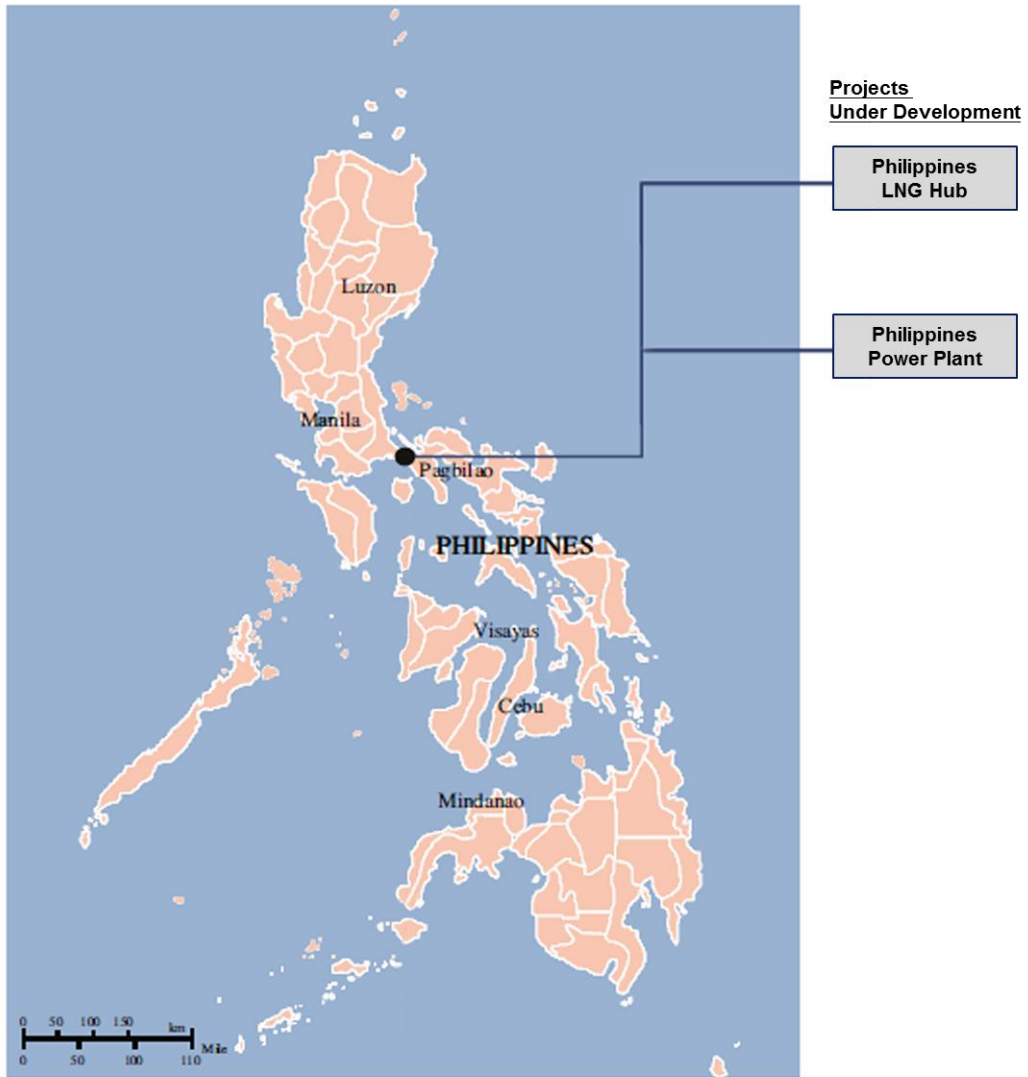 Projects
Under Development
Philippines
LNG Hub
Philippines
Power Plant
Luzon
Manila
Pagbilao
PHILIPPINES
Visayas
Cebu
Mindanao
0 50 100 150 km
Mile
0 50 100 110